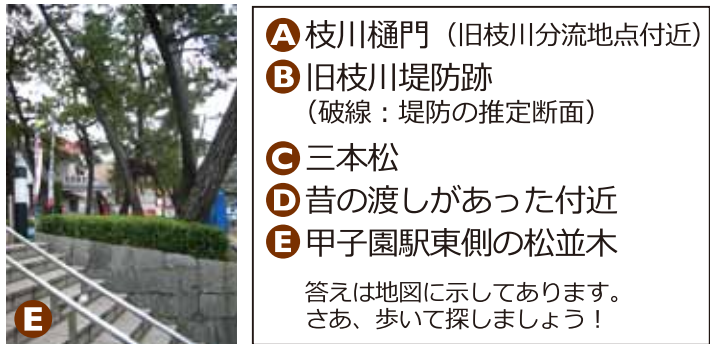 E
A 枝川樋門（旧枝川分流地点付近）
B 旧枝川堤防跡
（破線：堤防の推定断面）
C 三本松
D 昔の渡しがあった付近
E 甲子園駅東側の松並木
答えは地図に示してあります。
さあ、歩いて探しましょう！